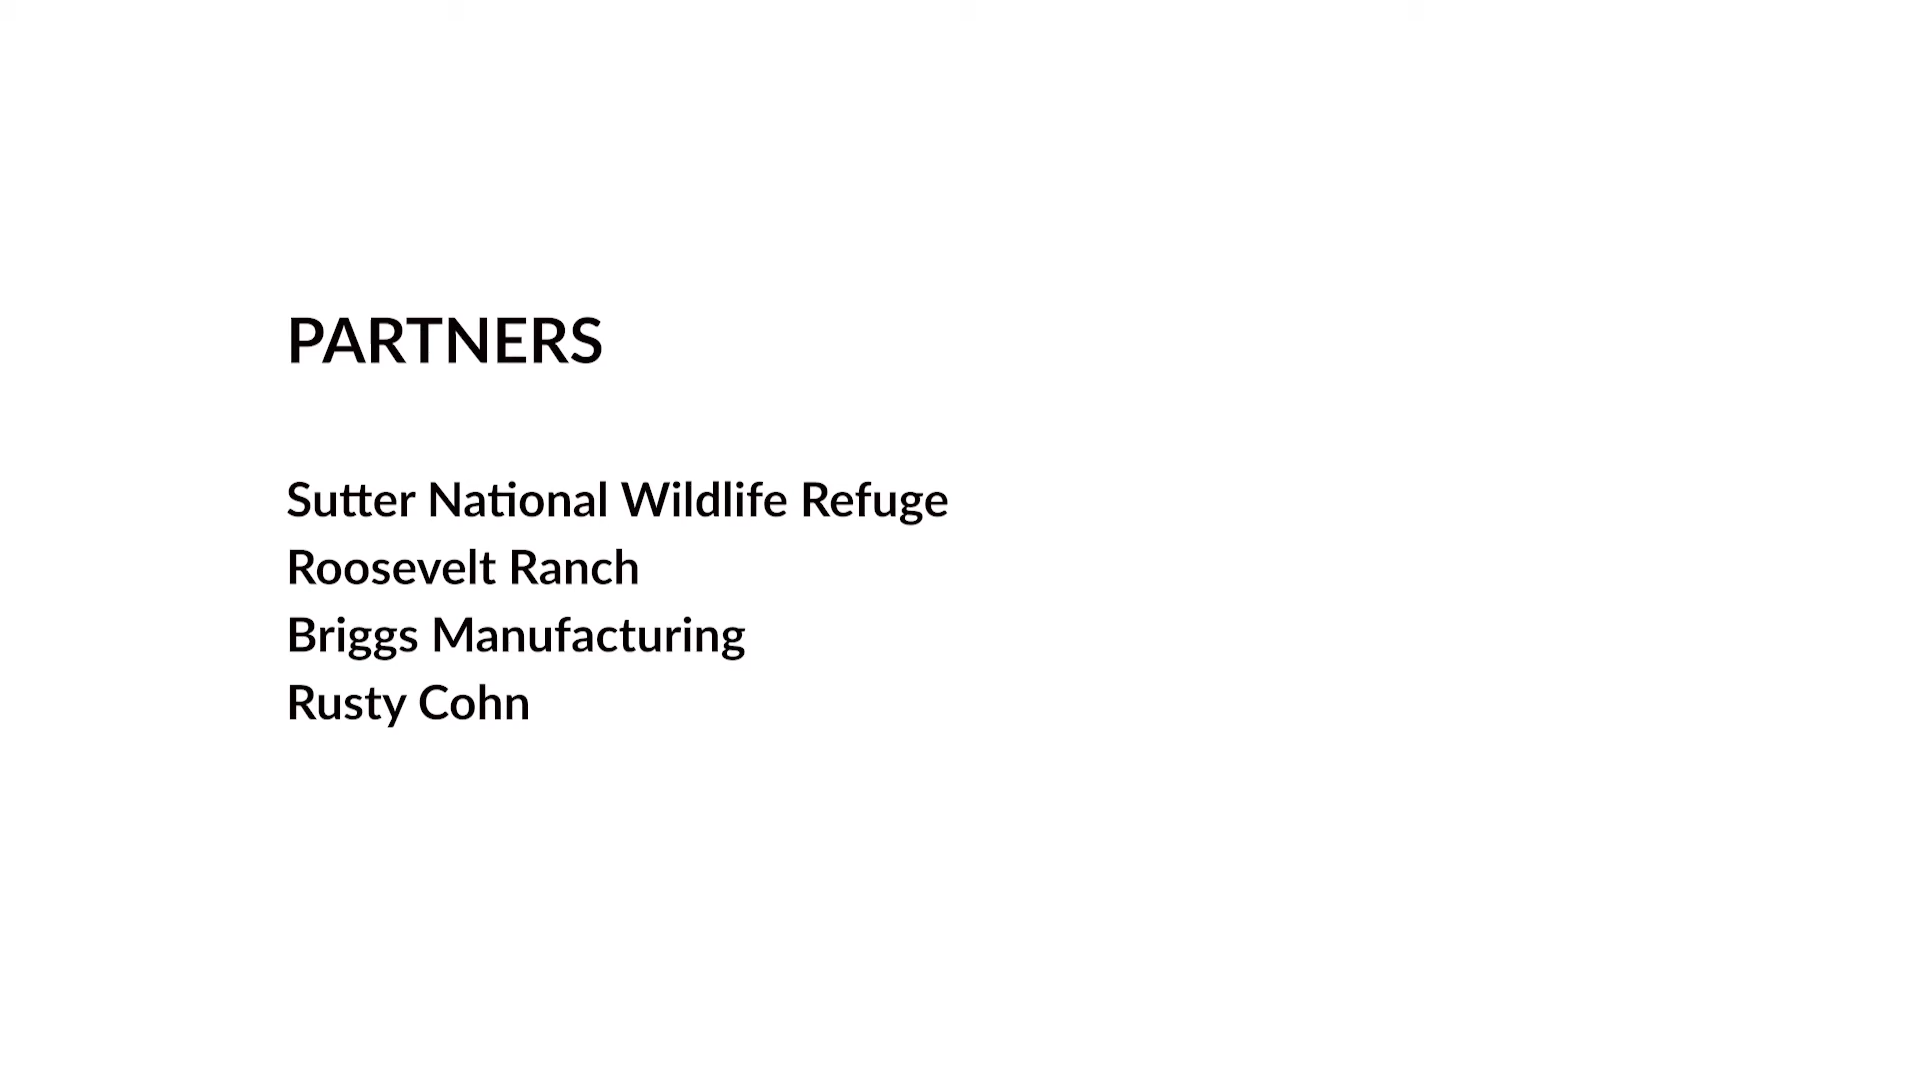 PARTNERS
Sutter National Wildlife Refuge
Roosevelt Ranch
Briggs Manufacturing
Rusty Cohn